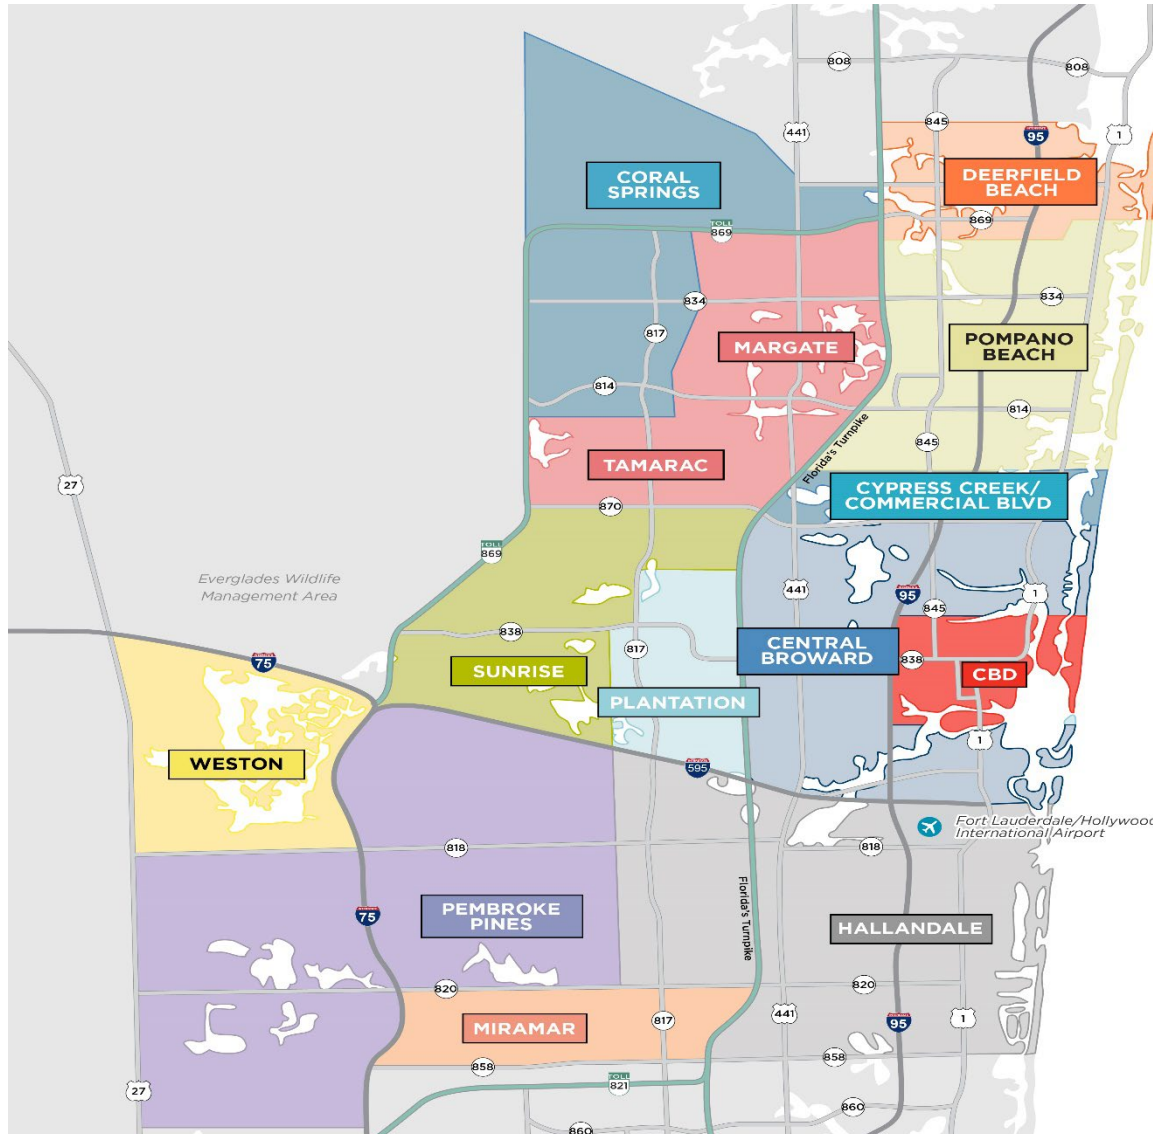 808
808
845
95
1
441
CORAL
SPRINGS
DEERFIELD
BEACH
TOLL
869
869
834
834
817
MARGATE
POMPANO
BEACH
814
814
Florida's Turnpike
845
TAMARAC
27
CYPRESS CREEK/
COMMERCIAL BLVD
870
TOLL
869
Everglades Wildlife
Management Area
441
95
845
1
838
817
CENTRAL
BROWARD
838
75
SUNRISE
CBD
PLANTATION
1
WESTON
595
Fort Lauderdale/Hollywood
International Airport
818
818
Florida's Turnpike
75
PEMBROKE
PINES
HALLANDALE
820
820
MIRAMAR
817
441
95
1
858
858
TOLL
821
27
860
860